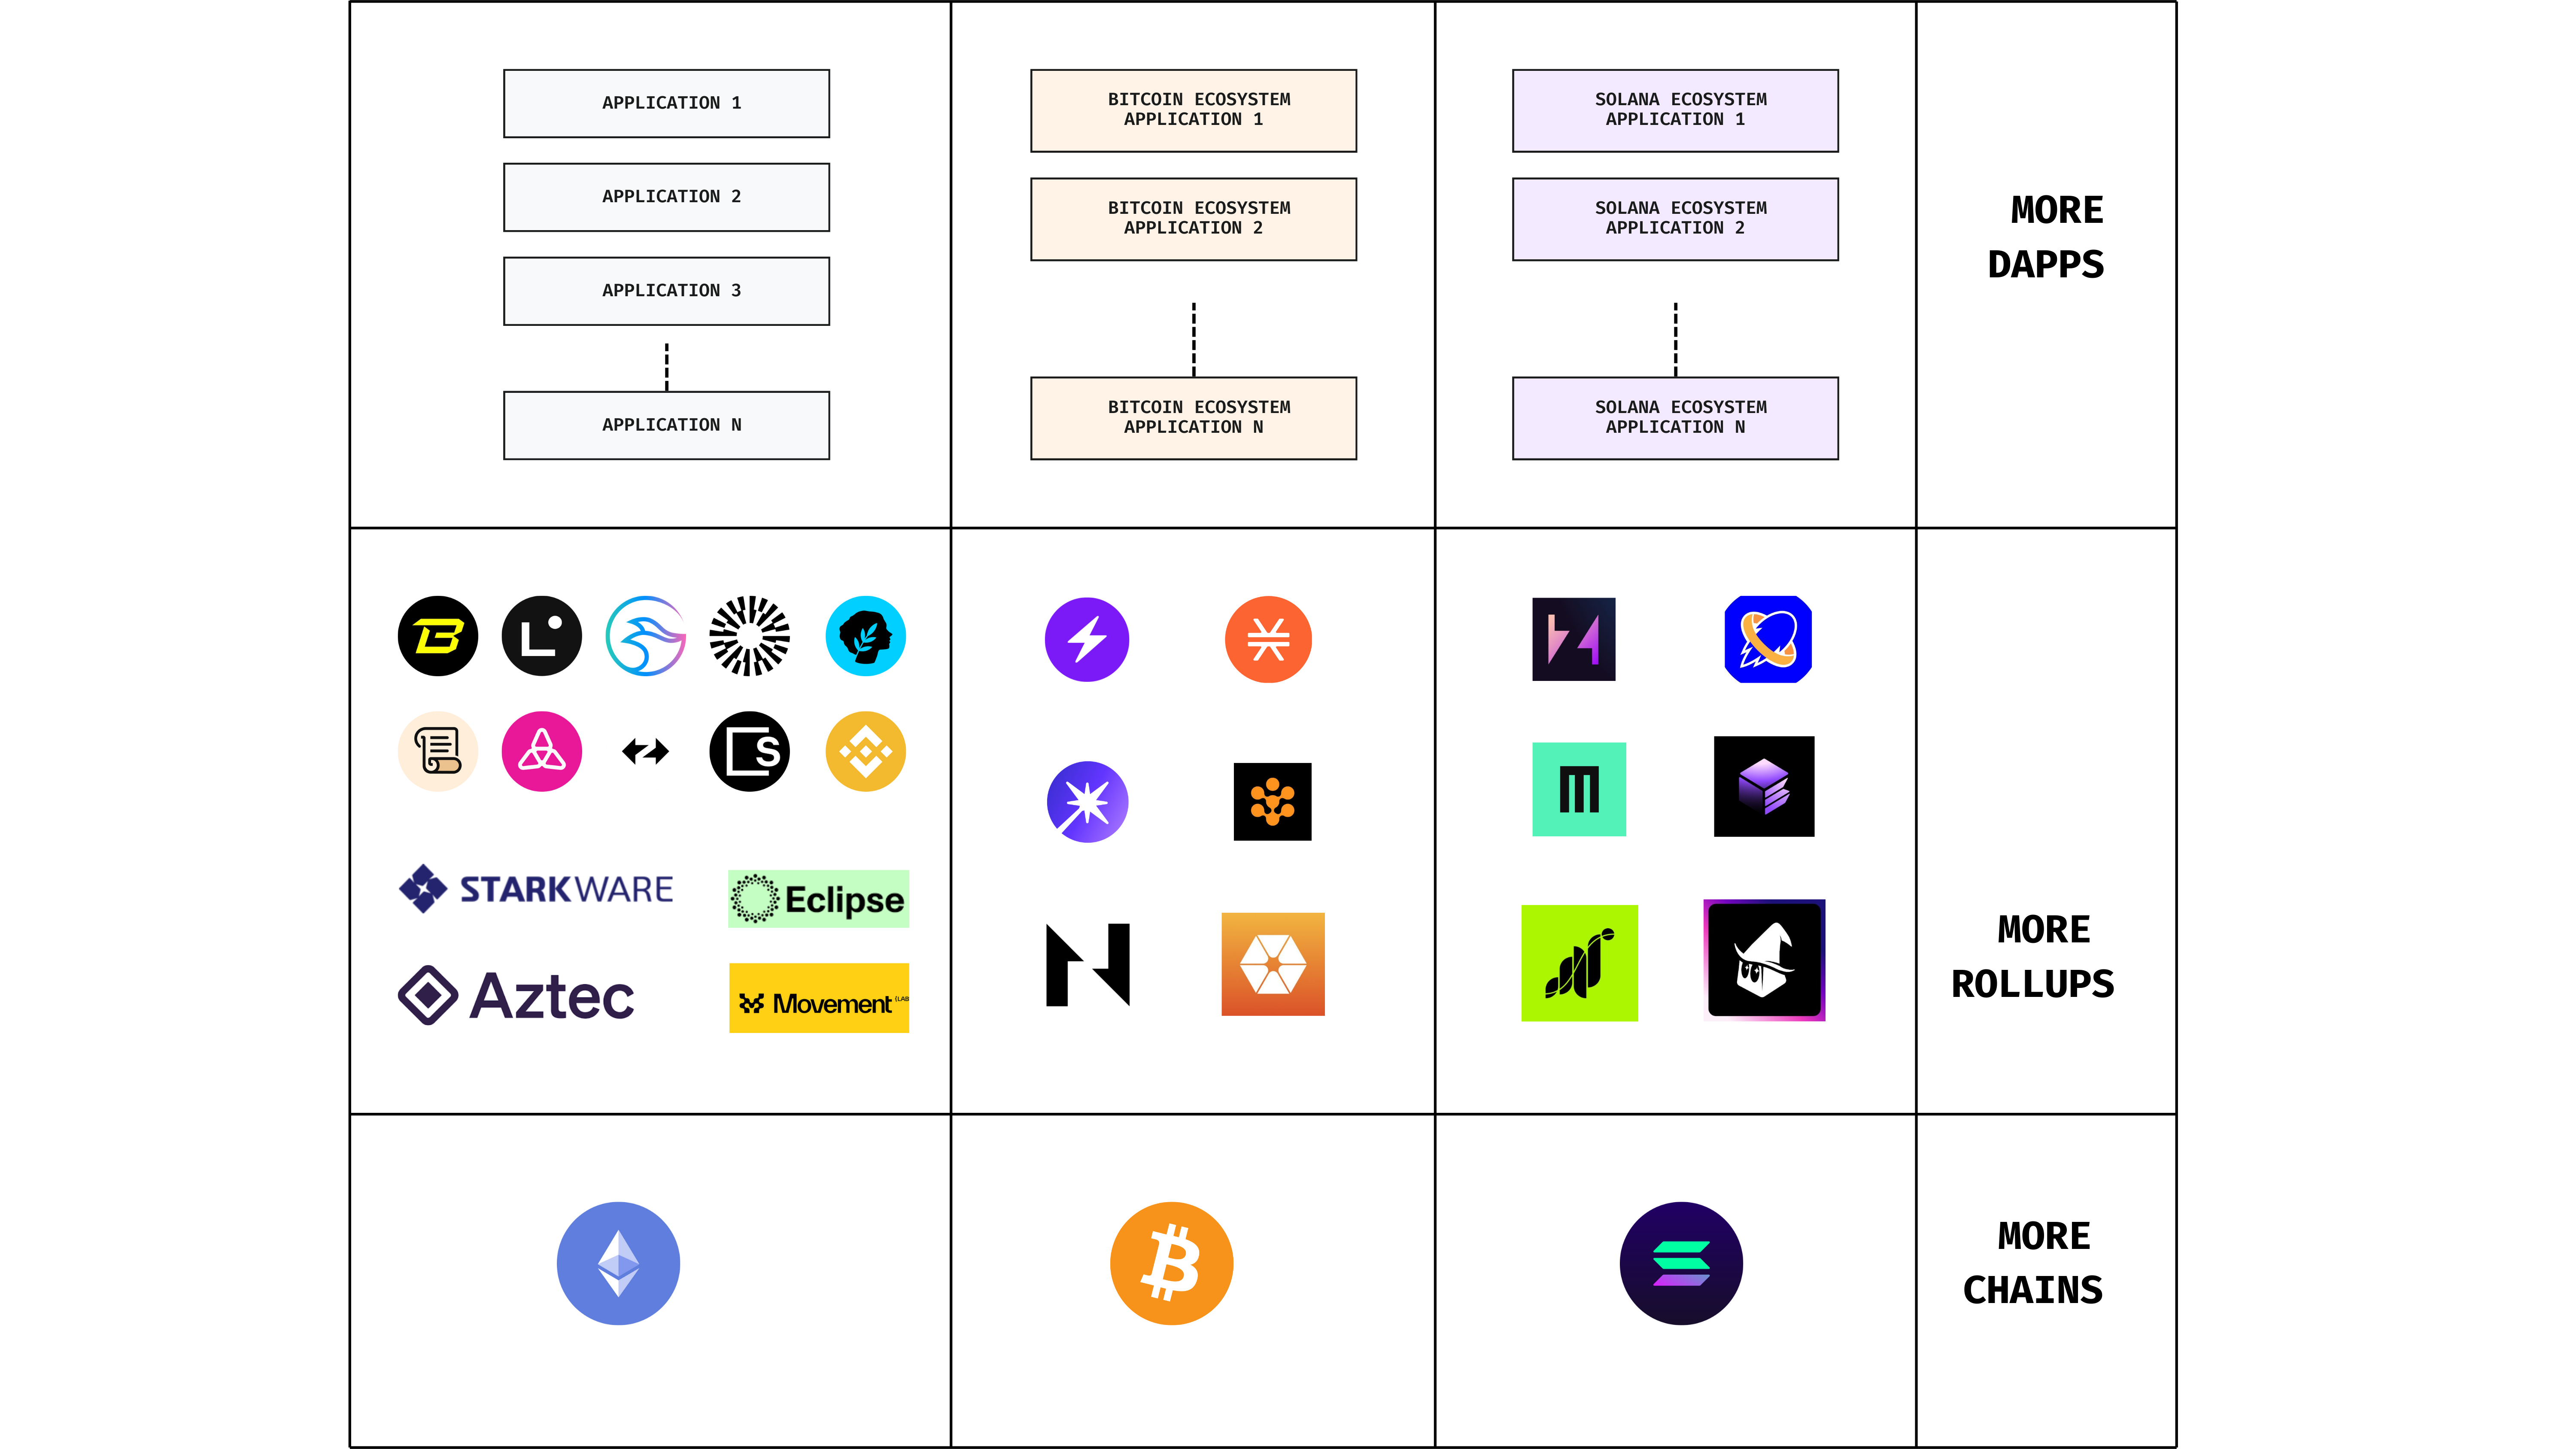 APPLICATION 1
APPLICATION 2
APPLICATION 3
APPLICATION N
BITCOIN ECOSYSTEM
APPLICATION 1
BITCOIN ECOSYSTEM
APPLICATION 2
BITCOIN ECOSYSTEM
APPLICATION N
SOLANA ECOSYSTEM
APPLICATION 1
SOLANA ECOSYSTEM
APPLICATION 2
SOLANA ECOSYSTEM
APPLICATION N
MORE
DAPPS
STARKWARE
Eclipse
Aztec
Movement (LAB
MORE
ROLLUPS
MORE
CHAINS